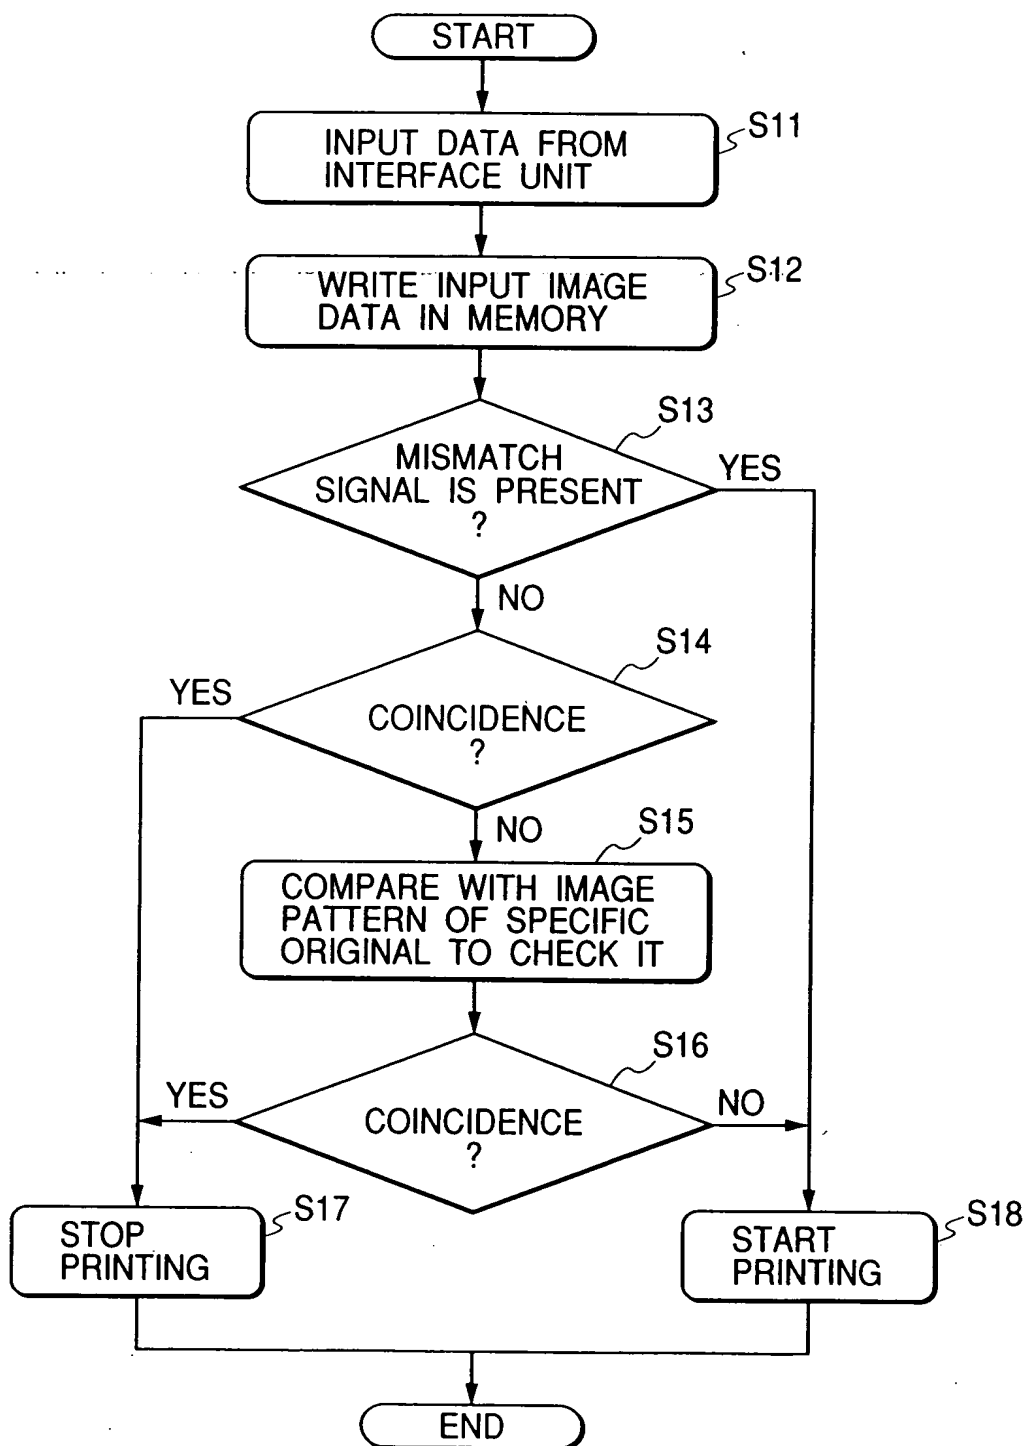 START
S11
INPUT DATA FROM
INTERFACE UNIT
S12
WRITE INPUT IMAGE
DATA IN MEMORY
S13
MISMATCH
SIGNAL IS PRESENT
?
YES
NO
S14
YES
COINCIDENCE
?
NO
S15
COMPARE WITH IMAGE
PATTERN OF SPECIFIC
ORIGINAL TO CHECK IT
S16
YES
COINCIDENCE
?
NO
S17
STOP
PRINTING
S18
START
PRINTING
END